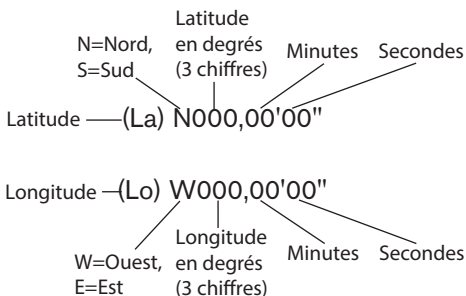 Latitude
N=Nord,
en degrés
Minutes
Secondes
S=Sud
(3 chiffres)
Latitude
(La) N000,00'00"
Longitude
(Lo) W000,00'00"
Longitude
W=Ouest,
en degrés
Minutes
Secondes
E=Est
(3 chiffres)